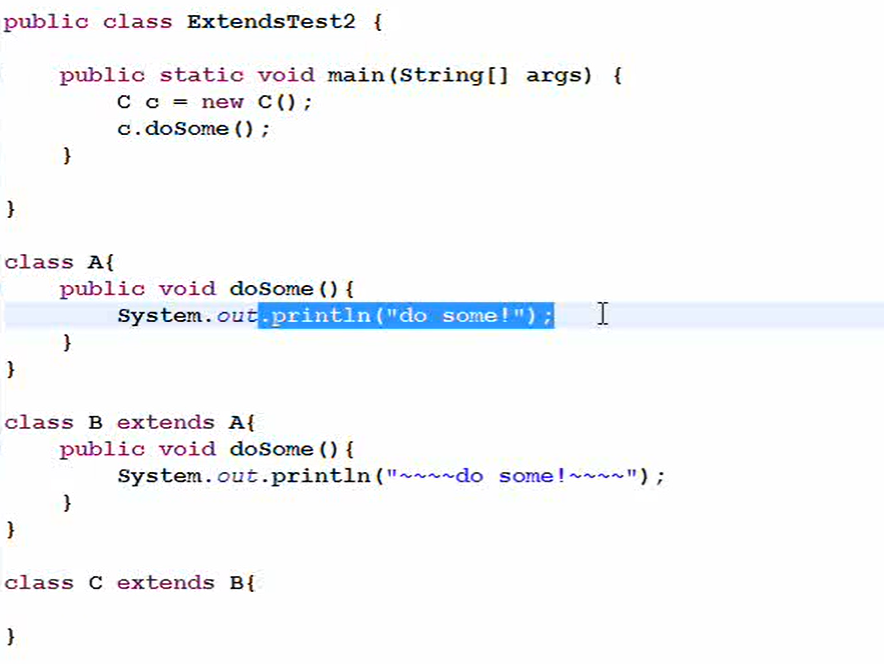 public class ExtendsTest2 {
public static void main(String[] args) {
C c = new C();
c.doSome();
}
}
class A{
public void doSome(){
System.out.println("do some!");
}
}
class B extends A{
public void doSome(){
System.out.println("~~~~do some!~~~~");
}
}
class C extends B{
}